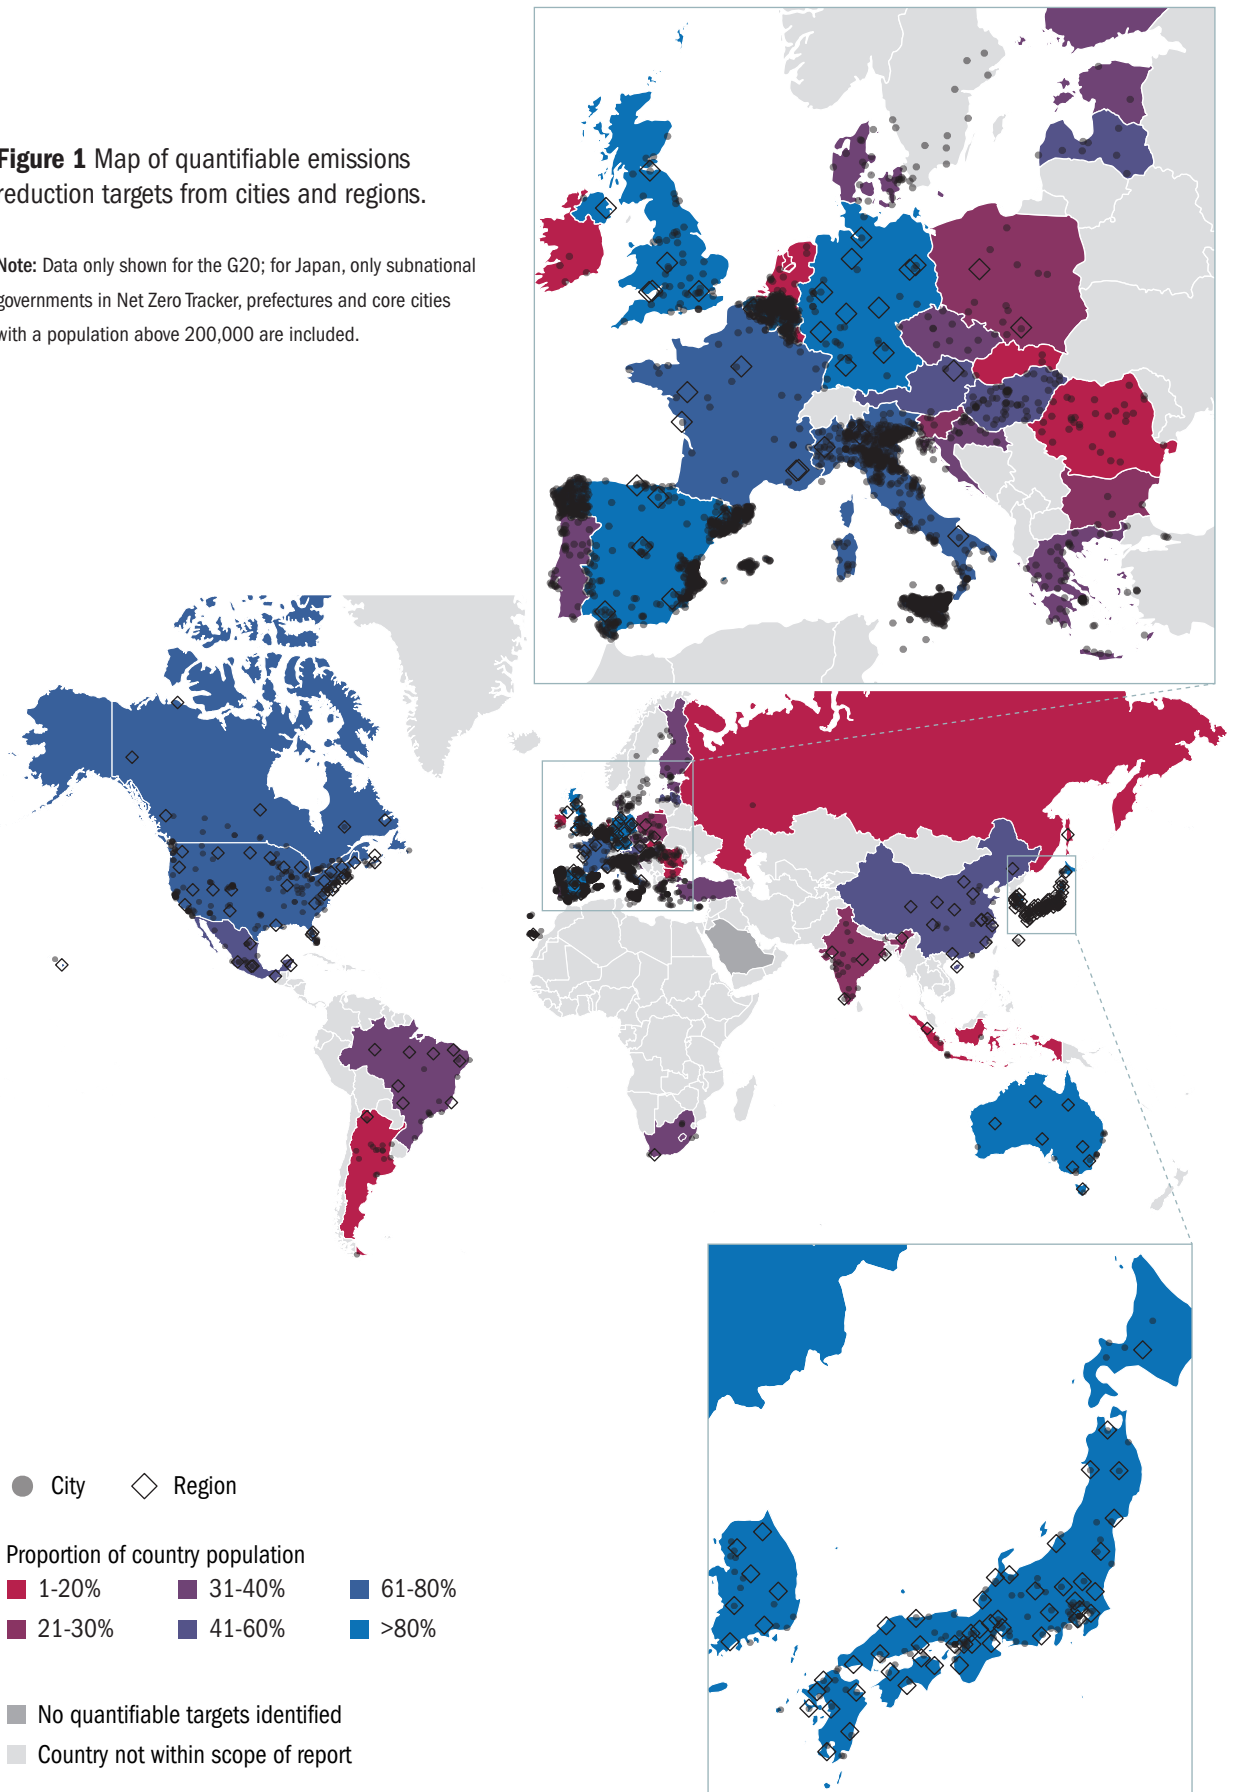 Figure 1 Map of quantifiable emissions
reduction targets from cities and regions.
Note: Data only shown for the G20; for Japan, only subnational
governments in Net Zero Tracker, prefectures and core cities
with a population above 200,000 are included.
City Region
Proportion of country population
1-20% 31-40% 61-80%
21-30% 41-60% >80%
No quantifiable targets identified
Country not within scope of report